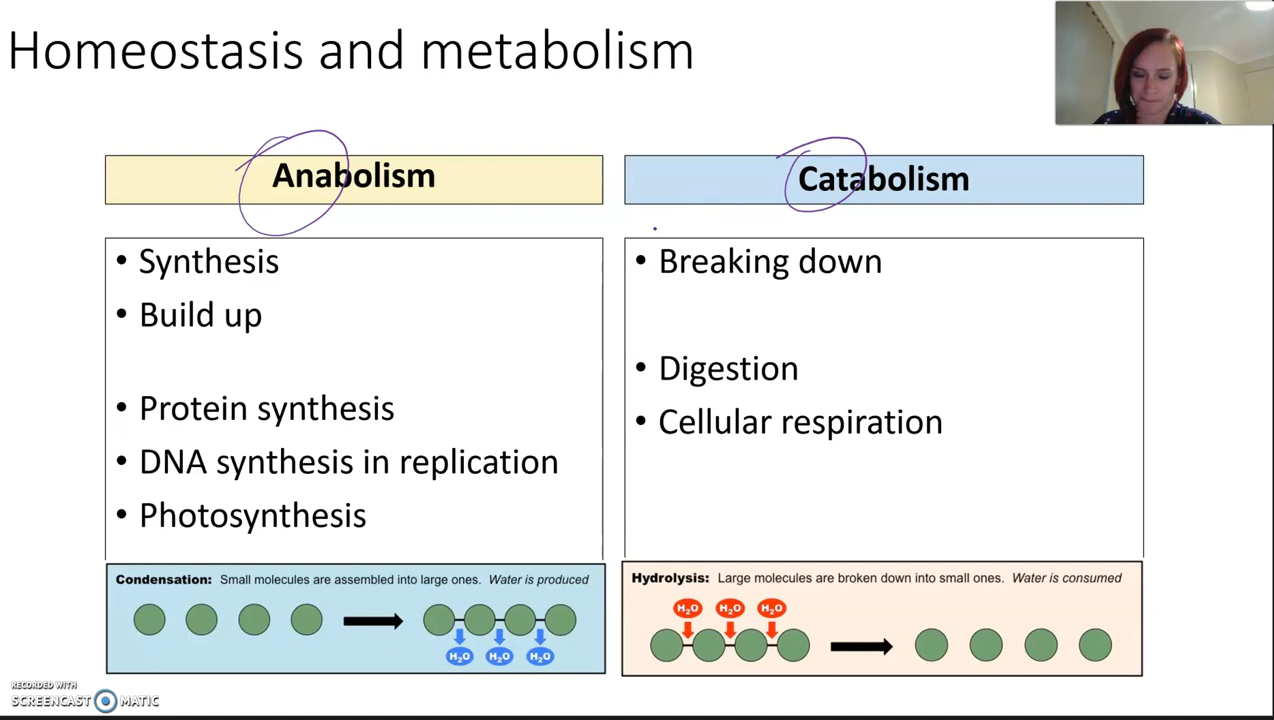 Homeostasis and metabolism
Anabolism
• Synthesis
• Build up
• Protein synthesis
• DNA synthesis in replication
• Photosynthesis
Condensation: Small molecules are assembled into large ones. Water is produced
H₂O H₂O H₂O
Catabolism
• Breaking down
• Digestion
• Cellular respiration
Hydrolysis: Large molecules are broken down into small ones. Water is consumed
H₂O H₂O H₂O
RECORDED WITH
SCREENCAST MATIC